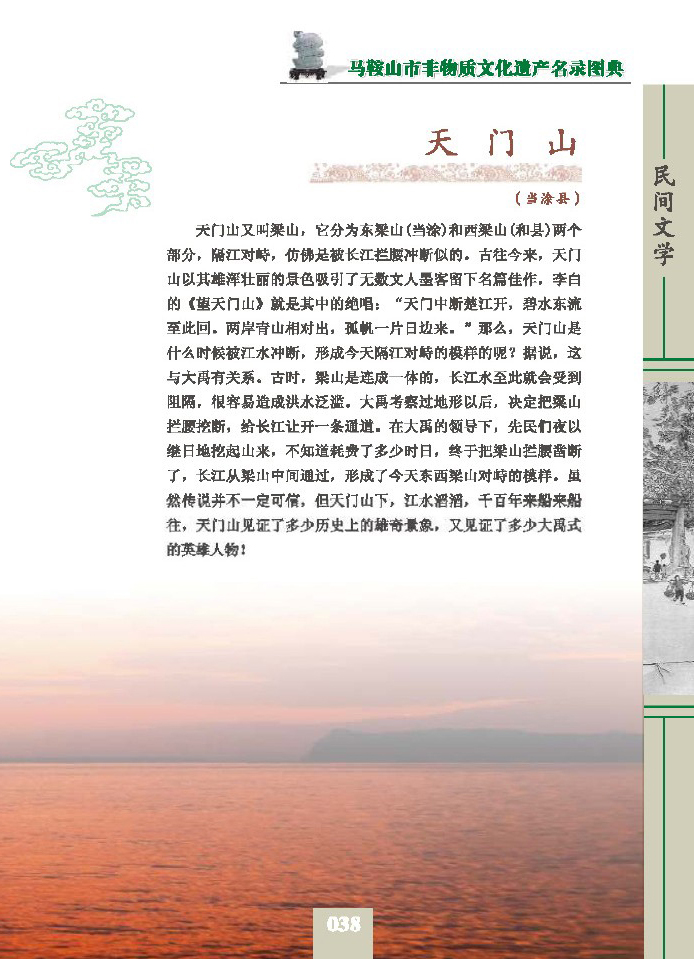 马鞍山市非物质文化遗产名录图典
天门山
（当涂县）
天门山又叫梁山，它分为东梁山(当涂)和西梁山(和县)两个
部分，隔江对峙，仿佛是被长江拦腰冲断似的。古往今来，天门
山以其雄浑壮丽的景色吸引了无数文人墨客留下名篇佳作，李白
的《望天门山》就是其中的绝唱：“天门中断楚江开，碧水东流
至此回。两岸青山相对出，孤帆一片日边来。”那么，天门山是
什么时候被江水冲断，形成今天隔江对峙的模样的呢？据说，这
与大禹有关系。古时，梁山是连成一体的，长江水至此就会受到
阻隔，很容易造成洪水泛滥。大禹考察过地形以后，决定把梁山
拦腰挖断，给长江让开一条通道。在大禹的领导下，先民们夜以
继日地挖起山来，不知道耗费了多少时日，终于把梁山拦腰凿断
了，长江从梁山中间通过，形成了今天东西梁山对峙的模样。虽
然传说并不一定可信，但天门山下，江水滔滔，千百年来船来船
往，天门山见证了多少历史上的雄奇景象，又见证了多少大禹式
的英雄人物！
民间文学
038